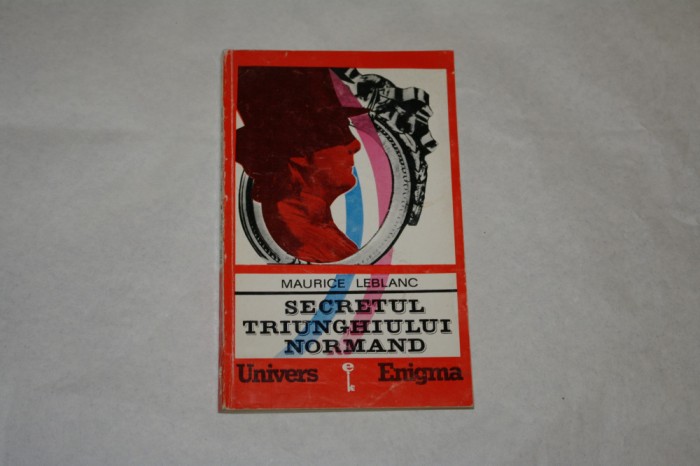 MAURICE LEBLANC
SECRETUL
TRIUNGHIULUI
NORMAND
Univers Enigma